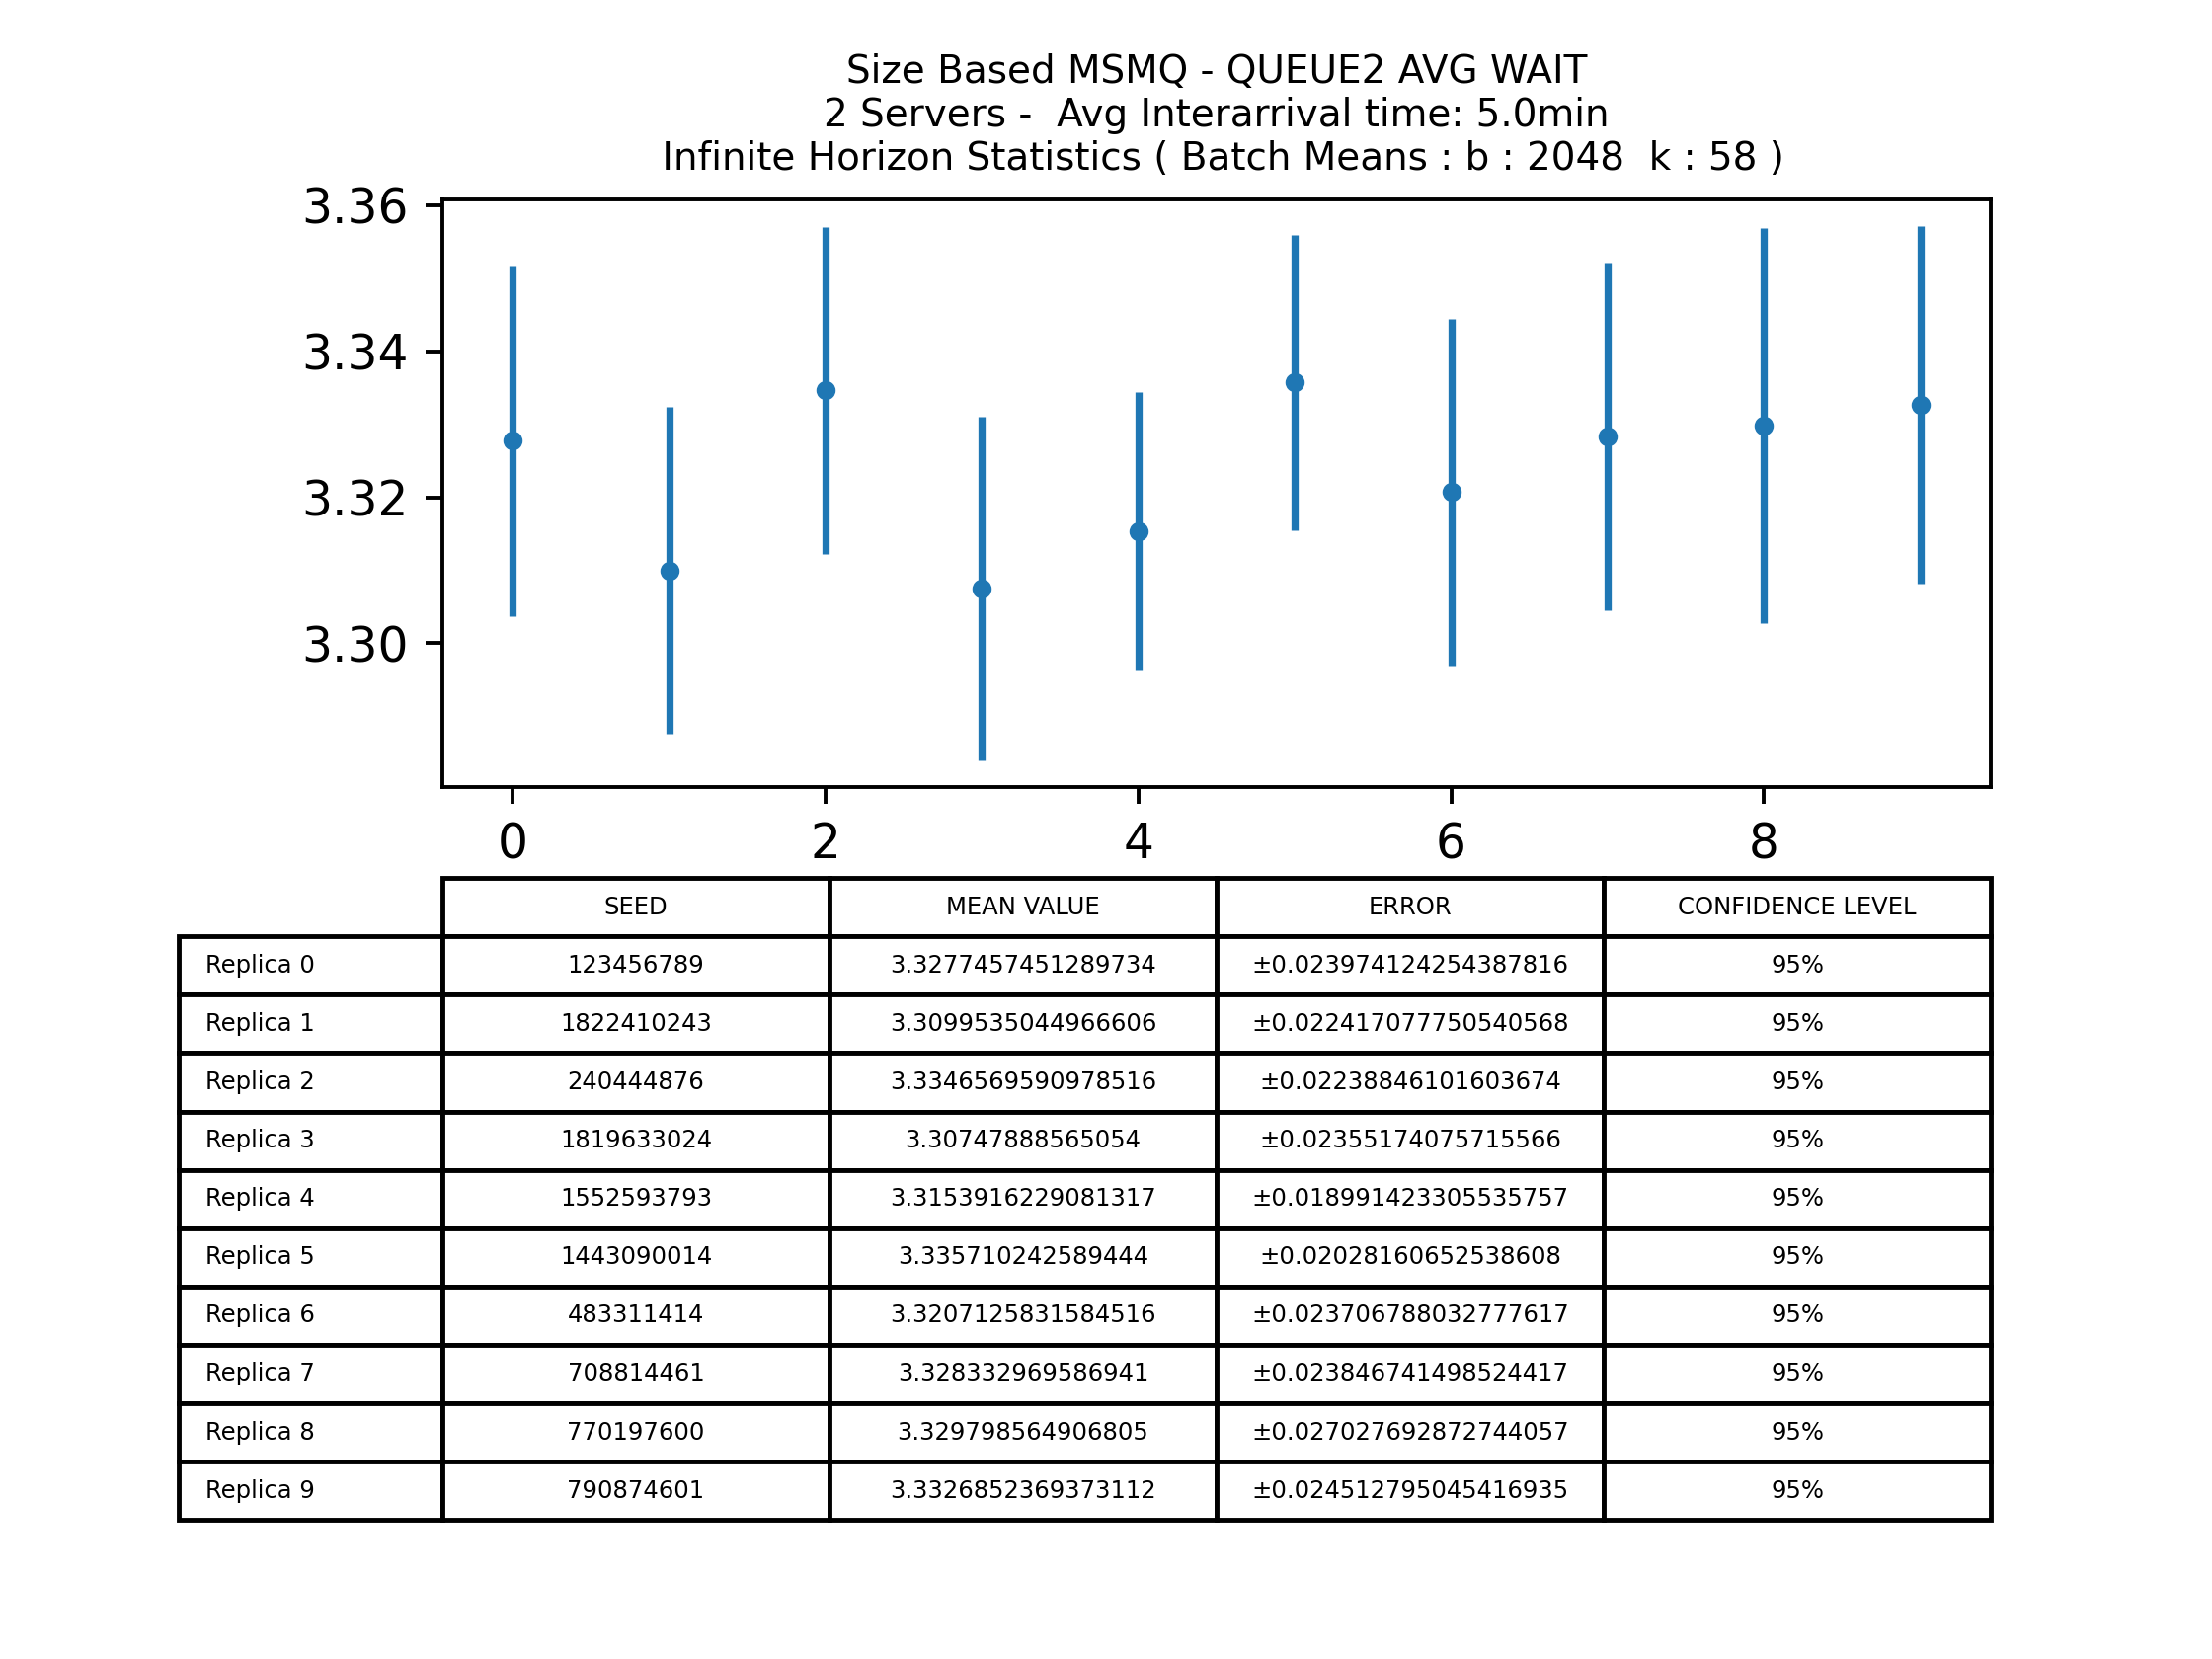 Size Based MSMQ - QUEUE2 AVG WAIT
2 Servers -  Avg Interarrival time: 5.0min
Infinite Horizon Statistics ( Batch Means : b : 2048  k : 58 )
3.36
3.34
3.32
3.30
0 2 4 6 8
SEED MEAN VALUE ERROR CONFIDENCE LEVEL
Replica 0 123456789 3.3277457451289734 ±0.023974124254387816 95%
Replica 1 1822410243 3.3099535044966606 ±0.022417077750540568 95%
Replica 2 240444876 3.3346569590978516 ±0.02238846101603674 95%
Replica 3 1819633024 3.30747888565054 ±0.02355174075715566 95%
Replica 4 1552593793 3.3153916229081317 ±0.018991423305535757 95%
Replica 5 1443090014 3.335710242589444 ±0.02028160652538608 95%
Replica 6 483311414 3.3207125831584516 ±0.023706788032777617 95%
Replica 7 708814461 3.328332969586941 ±0.023846741498524417 95%
Replica 8 770197600 3.329798564906805 ±0.027027692872744057 95%
Replica 9 790874601 3.3326852369373112 ±0.024512795045416935 95%